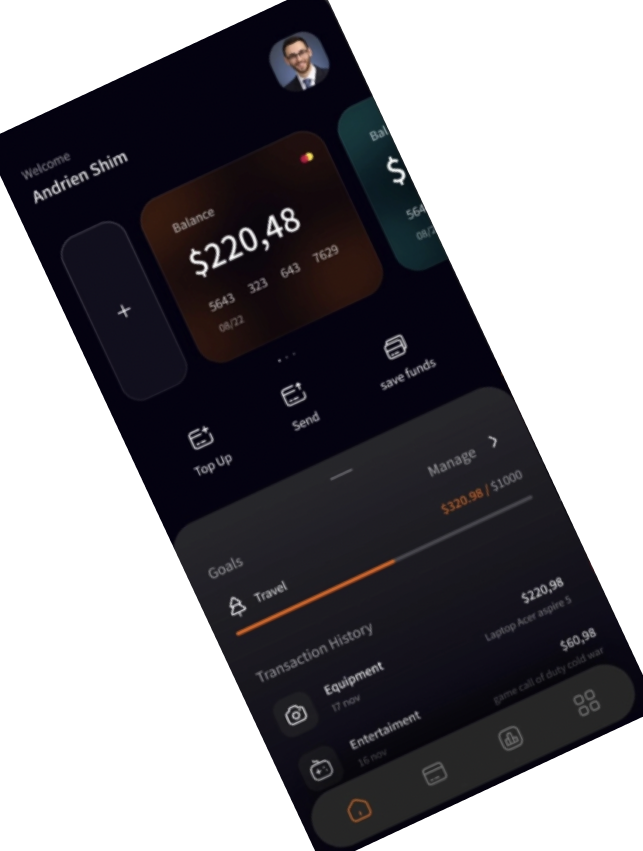 Welcome
Andrien Shim
Balance
$220,48
5643 323 643 7629
08/22
Bal
$
564
08/2
Top Up
Send
save funds
Goals
Manage
Travel
$320.98 / $1000
Transaction History
Equipment
17 nov
$220,98
Laptop Acer aspire 5
Entertaiment
16 nov
$60,98
game call of duty cold war